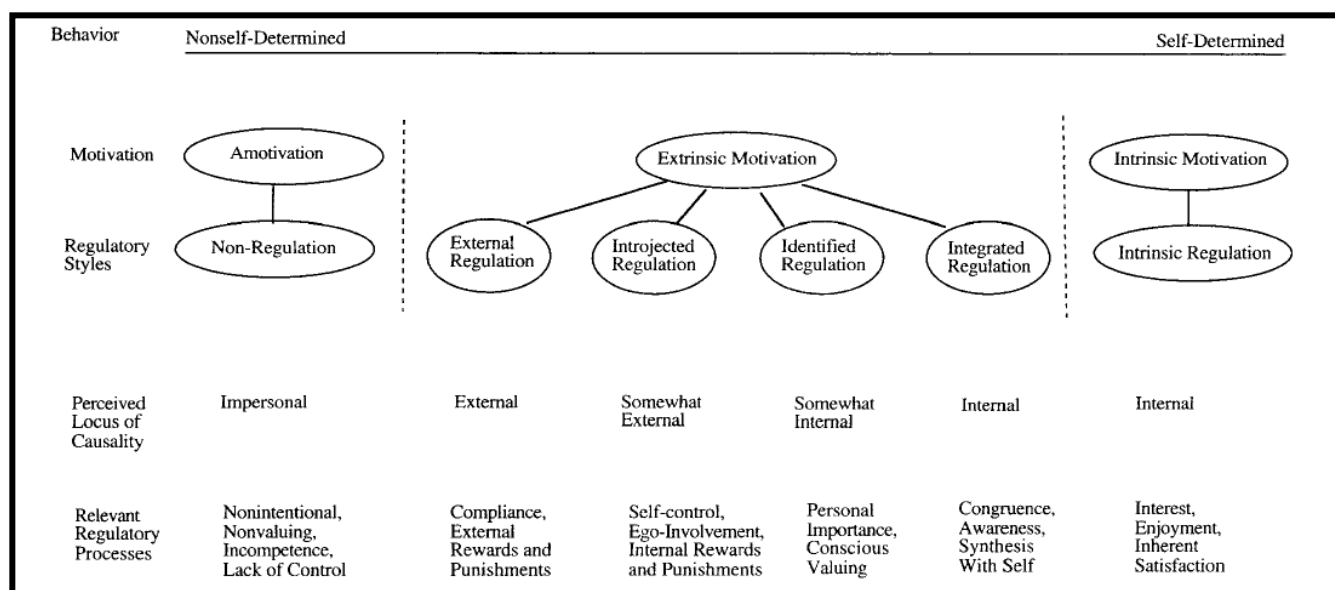 Behavior
Nonself-Determined
Self-Determined
Motivation
Amotivation
Extrinsic Motivation
Intrinsic Motivation
Regulatory
Styles
Non-Regulation
External
Regulation
Introjected
Regulation
Identified
Regulation
Integrated
Regulation
Intrinsic Regulation
Perceived
Locus of
Causality
Impersonal
External
Somewhat
External
Somewhat
Internal
Internal
Internal
Relevant
Regulatory
Processes
Nonintentional,
Nonvaluing,
Incompetence,
Lack of Control
Compliance,
External
Rewards and
Punishments
Self-control,
Ego-Involvement,
Internal Rewards
and Punishments
Personal
Importance,
Conscious
Valuing
Congruence,
Awareness,
Synthesis
With Self
Interest,
Enjoyment,
Inherent
Satisfaction